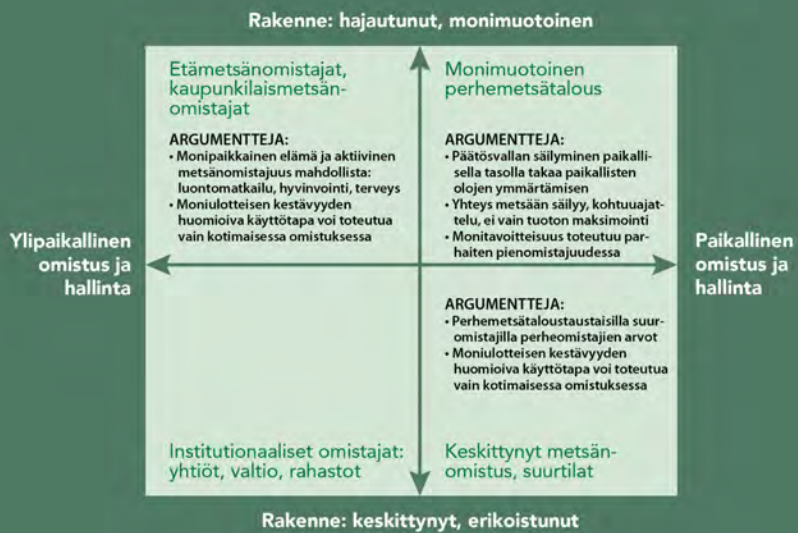 Rakenne: hajautunut, monimuotoinen
Etämetsänomistajat,
kaupunkilaismetsän-
omistajat
ARGUMENTTEJA:
• Monipaikkainen elämä ja aktiivinen
metsänomistajuus mahdollista:
luontomatkailu, hyvinvointi, terveys
• Moniulotteisen kestävyyden
huomioiva käyttötapa voi toteutua
vain kotimaisessa omistuksessa
Monimuotoinen
perhemetsätalous
ARGUMENTTEJA:
• Päätösvallan säilyminen paikalli-
sella tasolla takaa paikallisten
olojen ymmärtämisen
• Yhteys metsään säilyy, kohtuuajat-
telu, ei vain tuoton maksimointi
• Monitavoitteisuus toteutuu par-
haiten pienomistajuudessa
Ylipaikallinen
omistus ja
hallinta
Paikallinen
omistus ja
hallinta
ARGUMENTTEJA:
• Perhemetsätaloustaustaisilla suur-
omistajilla perheomistajien arvot
• Moniulotteisen kestävyyden
huomioiva käyttötapa voi toteutua
vain kotimaisessa omistuksessa
Institutionaaliset omistajat:
yhtiöt, valtio, rahastot
Keskittynyt metsän-
omistus, suurtilat
Rakenne: keskittynyt, erikoistunut